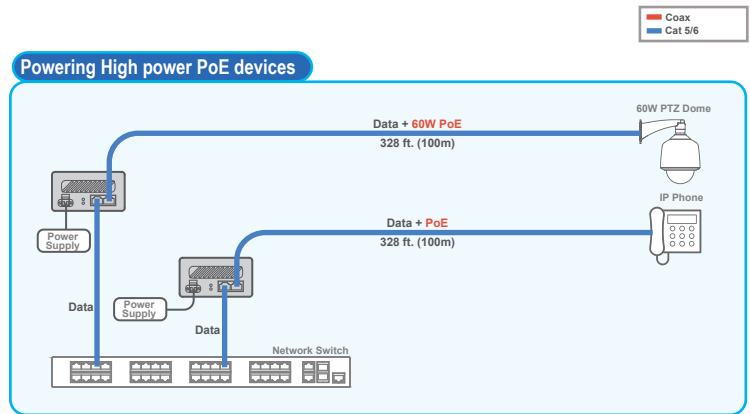 Coax
Cat 5/6
Powering High power PoE devices
60W PTZ Dome
Data + 60W PoE
328 ft. (100m)
IP Phone
Data + PoE
328 ft. (100m)
Power
Supply
Data
Power
Supply
Data
Network Switch